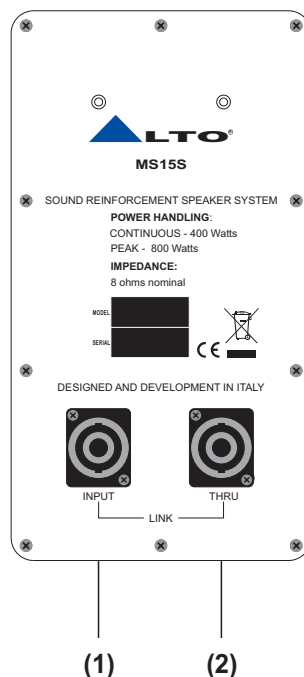 ALTO®
MS15S
SOUND REINFORCEMENT SPEAKER SYSTEM
POWER HANDLING:
CONTINUOUS - 400 Watts
PEAK - 800 Watts
IMPEDANCE:
8 ohms nominal
MODEL
SERIAL
CE
DESIGNED AND DEVELOPMENT IN ITALY
INPUT THRU
LINK
(1) (2)